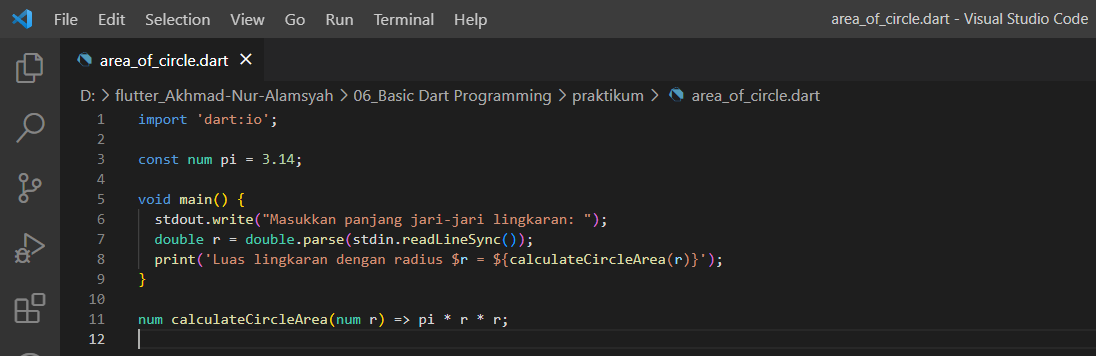 File Edit Selection View Go Run Terminal Help area_of_circle.dart - Visual Studio Code
area_of_circle.dart ×
D: > flutter_Akhmad-Nur-Alamsyah > 06_Basic Dart Programming > praktikum > area_of_circle.dart
1 import 'dart:io';
2
3 const num pi = 3.14;
4
5 void main() {
6   stdout.write("Masukkan panjang jari-jari lingkaran: ");
7   double r = double.parse(stdin.readLineSync());
8   print('Luas lingkaran dengan radius $r = ${calculateCircleArea(r)}');
9 }
10
11 num calculateCircleArea(num r) => pi * r * r;
12